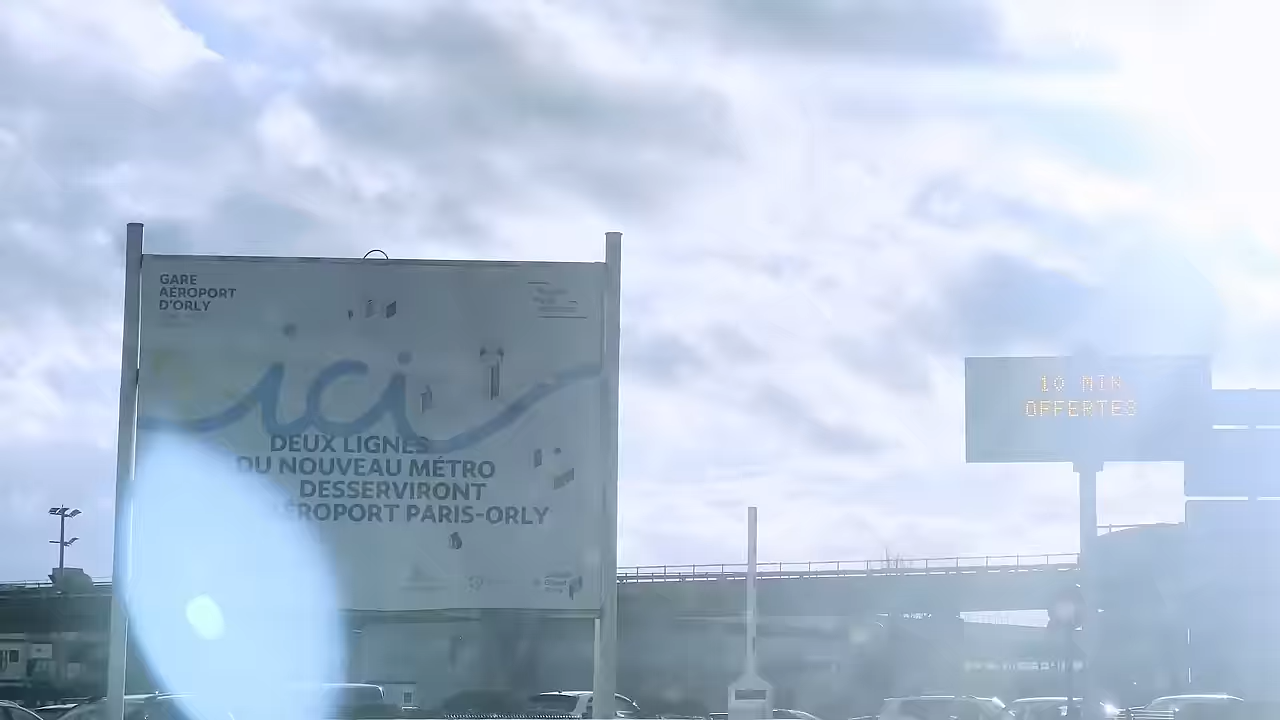 GARE
AÉROPORT
D'ORLY
ici
DEUX LIGNES
DU NOUVEAU MÉTRO
DESSERVIRONT
AÉROPORT PARIS-ORLY
10 MIN
OFFERTES